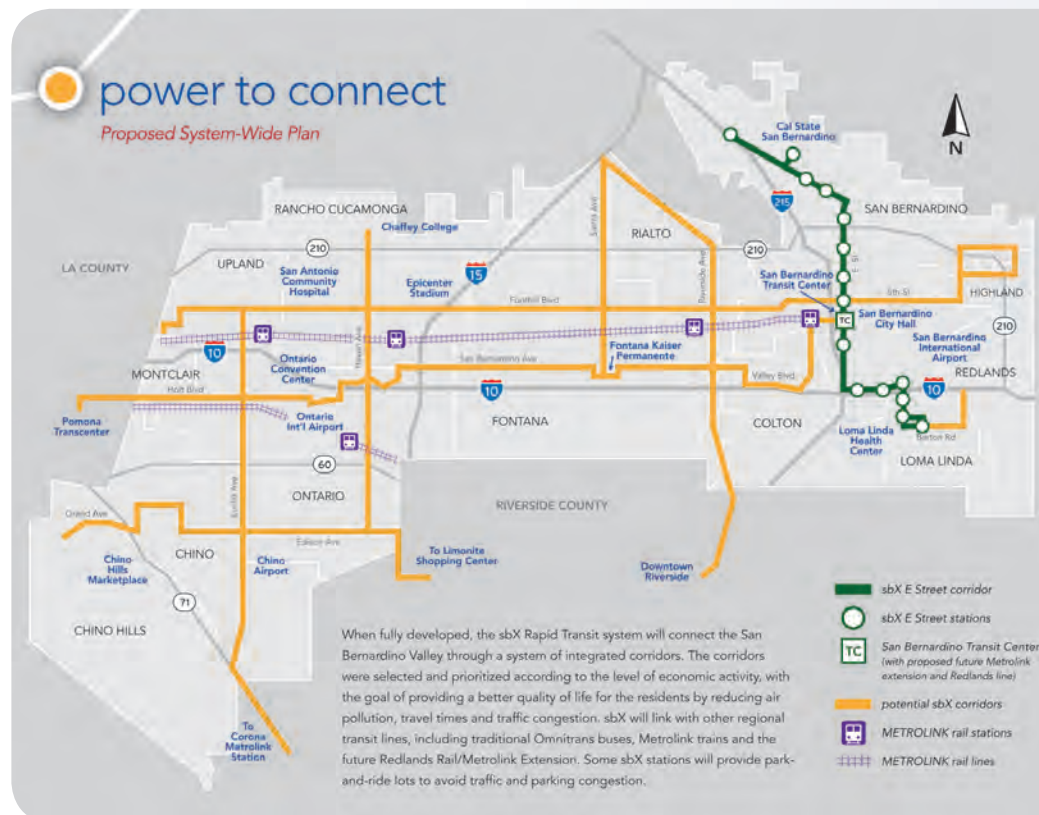 power to connect
Proposed System-Wide Plan
N
Cal State
San Bernardino
215
RANCHO CUCAMONGA
SAN BERNARDINO
Chaffey College
Sierra Ave
RIALTO
210
210
LA COUNTY
UPLAND
San Antonio
Community
Hospital
Epicenter
Stadium
15
Riverside Ave
E St
San Bernardino
Transit Center
HIGHLAND
Foothill Blvd
5th St
TC
San Bernardino
City Hall
210
10
Haven Ave
Fontana Kaiser
Permanente
San Bernardino
International
Airport
MONTCLAIR
Ontario
Convention
Center
San Bernardino Ave
Valley Blvd
REDLANDS
Holt Blvd
10
10
Pomona
Transcenter
Ontario
Int'l Airport
FONTANA
COLTON
Loma Linda
Health
Center
Barton Rd
LOMA LINDA
60
Euclid Ave
ONTARIO
RIVERSIDE COUNTY
Grand Ave
Edison Ave
CHINO
Chino
Hills
Marketplace
Chino
Airport
To Limonite
Shopping Center
Downtown
Riverside
71
CHINO HILLS
To
Corona
Metrolink
Station
When fully developed, the sbX Rapid Transit system will connect the San
Bernardino Valley through a system of integrated corridors. The corridors
were selected and prioritized according to the level of economic activity, with
the goal of providing a better quality of life for the residents by reducing air
pollution, travel times and traffic congestion. sbX will link with other regional
transit lines, including traditional Omnitrans buses, Metrolink trains and the
future Redlands Rail/Metrolink Extension. Some sbX stations will provide park-
and-ride lots to avoid traffic and parking congestion.
sbX E Street corridor
sbX E Street stations
TC
San Bernardino Transit Center
(with proposed future Metrolink
extension and Redlands line)
potential sbX corridors
METROLINK rail stations
METROLINK rail lines